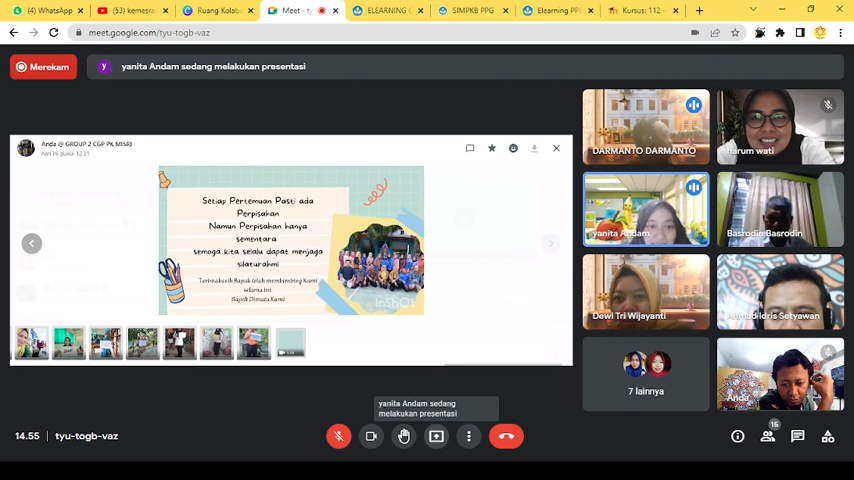 (4) WhatsApp
(53) kemesra
Ruang Kolab
Meet - ty
ELEARNING
SIMPKB PPG
Elearning PP
Kursus: 112 -
meet.google.com/tyu-togb-vaz
Merekam
y
yanita Andam sedang melakukan presentasi
Anda @ GROUP 2 CGP PK MISRI
hari ini pukul 12.21
Setiap Pertemuan Pasti ada
Perpisahan
Namun Perpisahan hanya
sementara
semoga kita selalu dapat menjaga
silaturahmi
Terimakasih Bapak telah membimbing Kami
selama ini
Bapak Dimata Kami
InShOt
DARMANTO DARMANTO
harum wati
yanita Andam
Basrodin Basrodin
Dewi Tri Wijayanti
Ahmad Idris Setyawan
7 lainnya
Anda
yanita Andam sedang
melakukan presentasi
14.55
tyu-togb-vaz
15